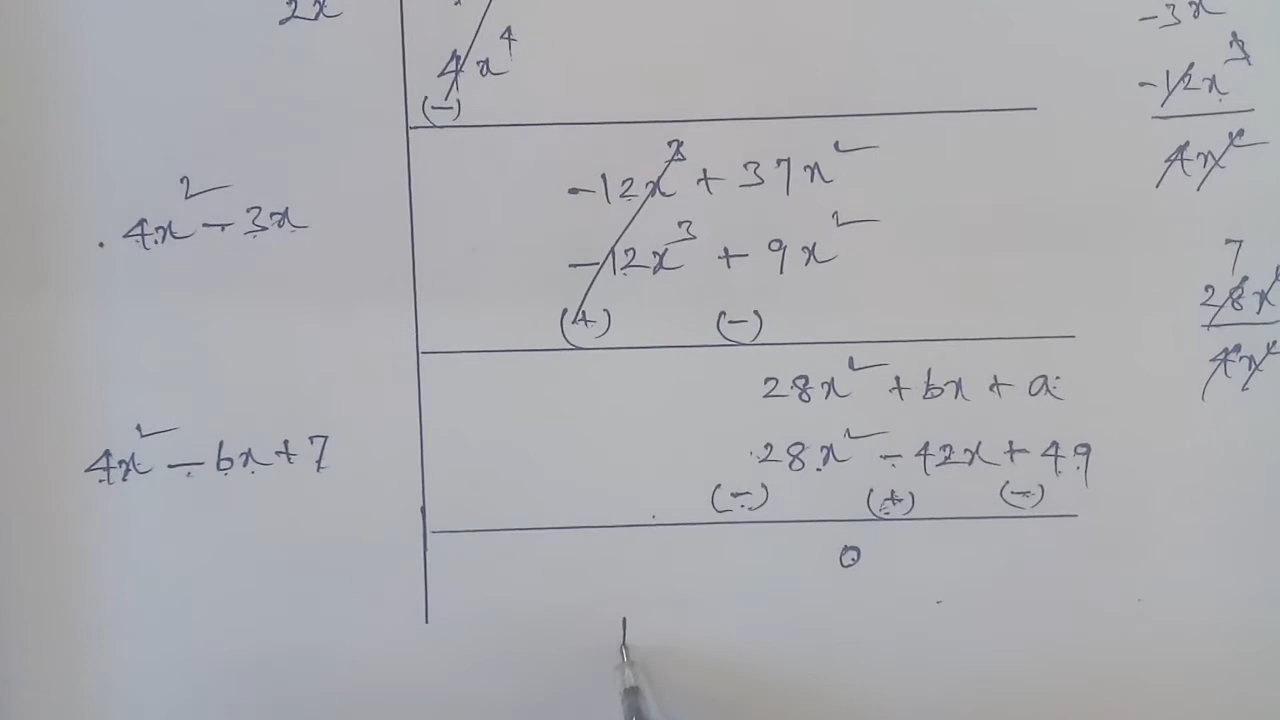 2x
4x⁴
(-)
-3x
-12x³
4x²
-12x³ + 37x²
4x² - 3x
-12x³ + 9x²
(+) (-)
7
28x²
4x²
28x² + bx + a
4x² - 6x + 7
28x² - 42x + 49
(-) (+) (-)
0